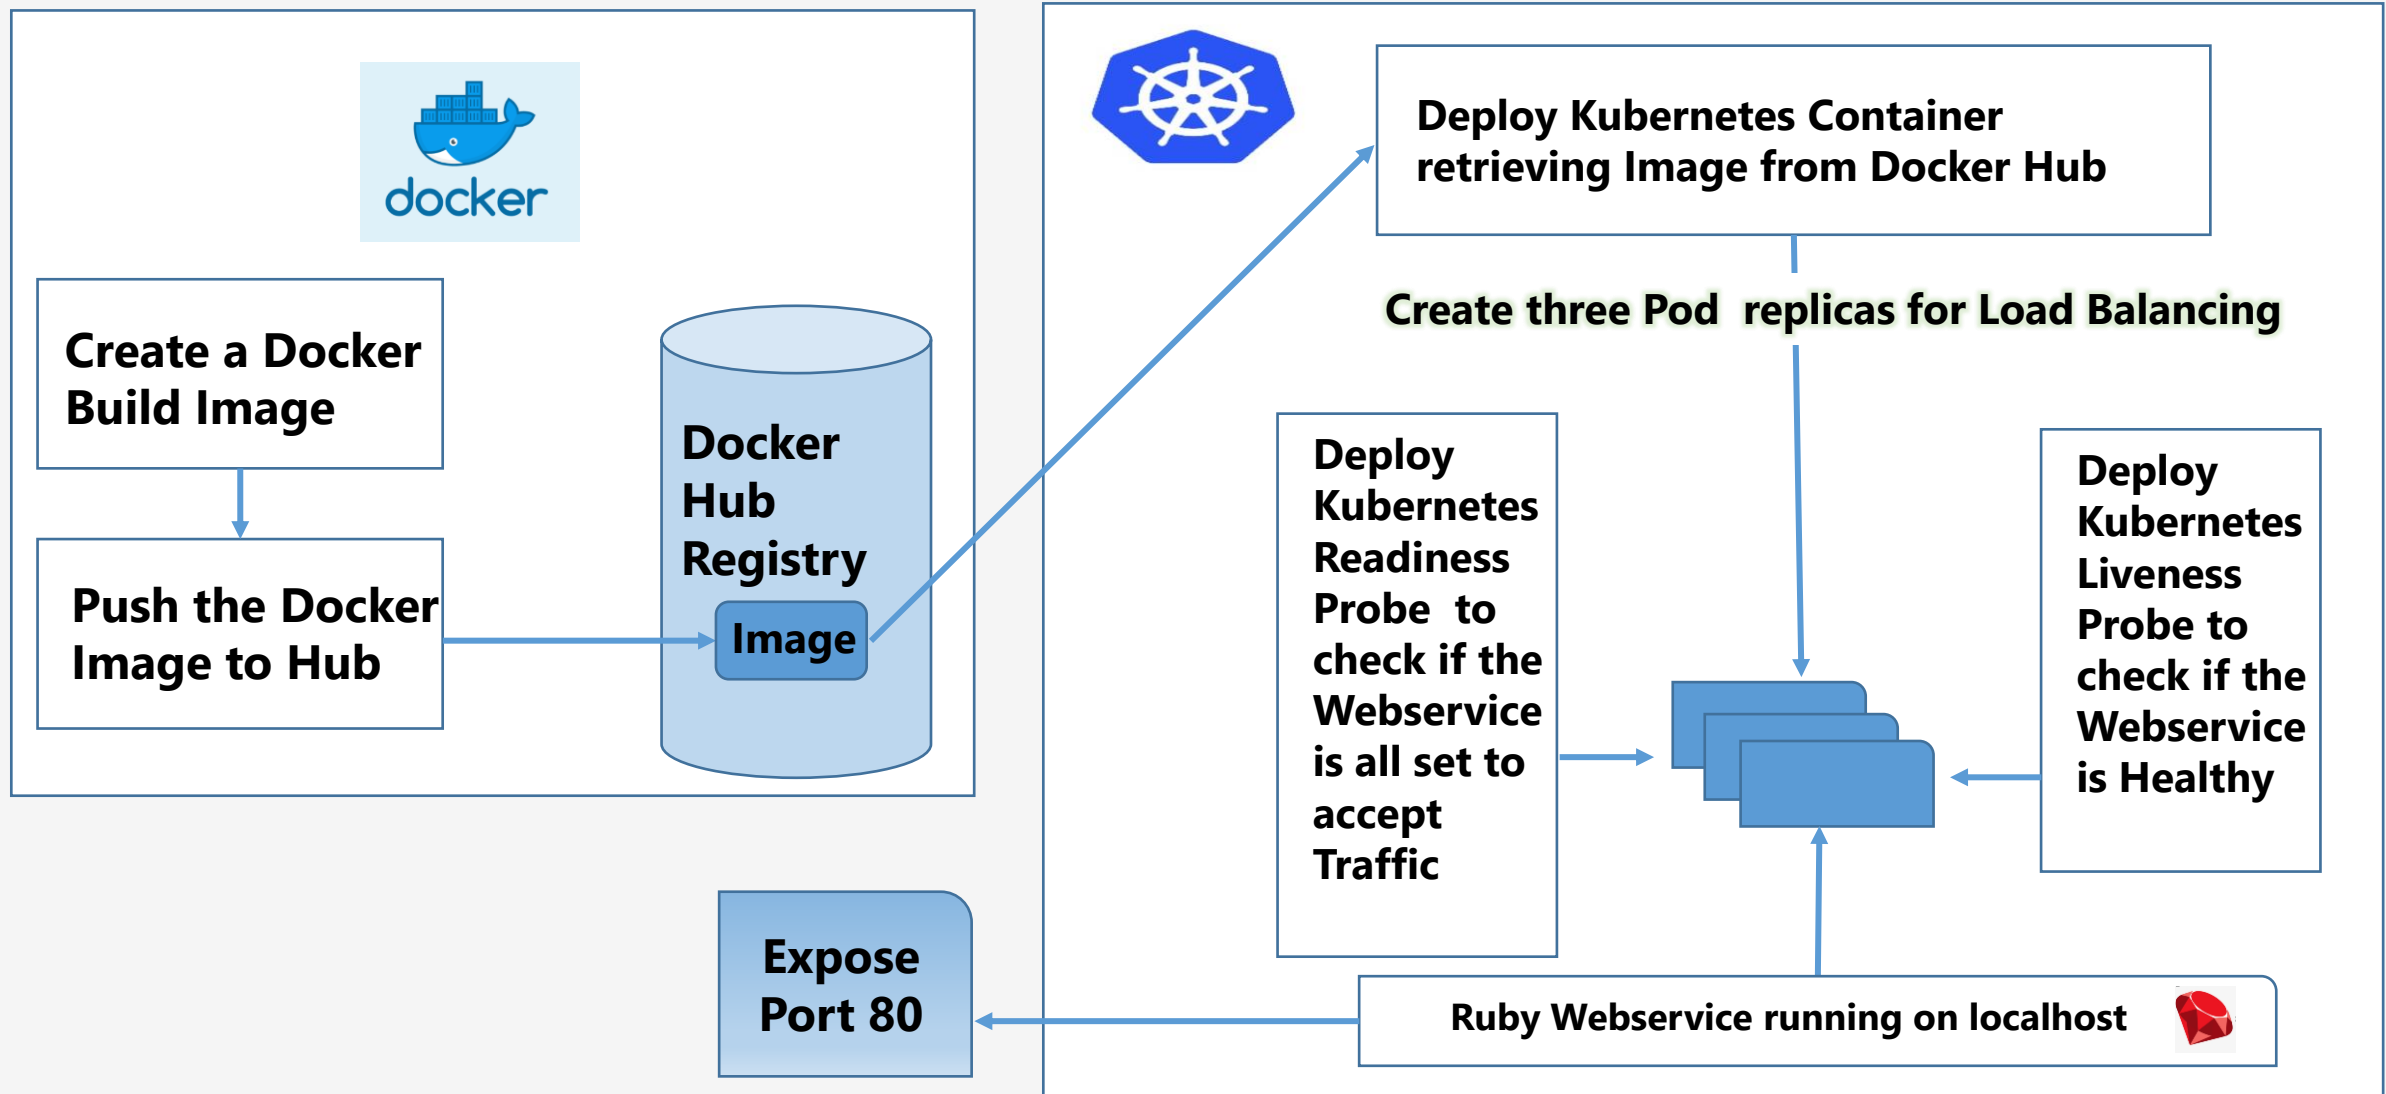 docker
Create a Docker
Build Image
Push the Docker
Image to Hub
Docker
Hub
Registry
Image
Deploy Kubernetes Container
retrieving Image from Docker Hub
Create three Pod replicas for Load Balancing
Deploy
Kubernetes
Readiness
Probe to
check if the
Webservice
is all set to
accept
Traffic
Deploy
Kubernetes
Liveness
Probe to
check if the
Webservice
is Healthy
Expose
Port 80
Ruby Webservice running on localhost